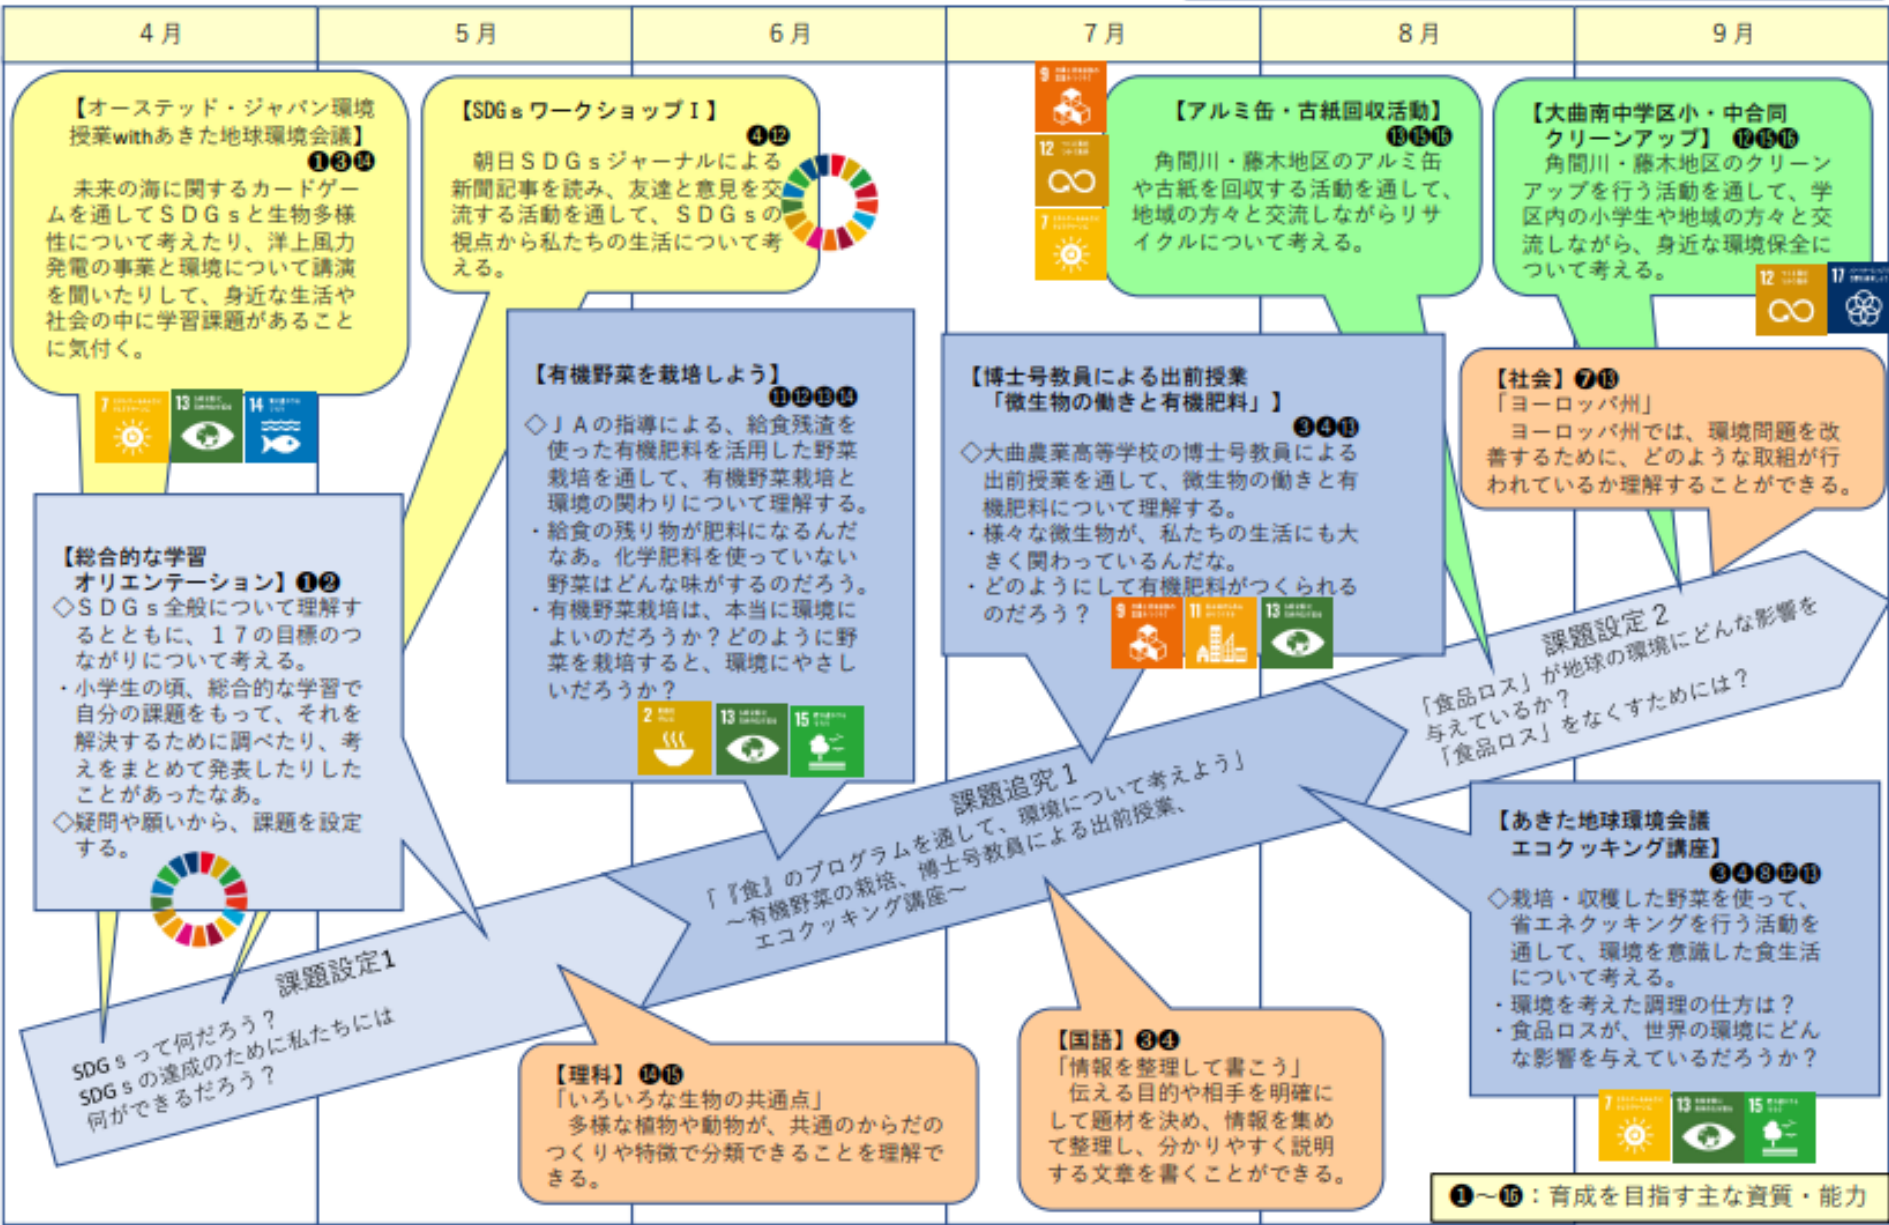 4月
5月
6月
7月
8月
9月
【オーステッド・ジャパン環境
授業withあきた地球環境会議】
❶❸⓮
未来の海に関するカードゲー
ムを通してＳＤＧｓと生物多様
性について考えたり、洋上風力
発電の事業と環境について講演
を聞いたりして、身近な生活や
社会の中に学習課題があること
に気付く。
7
13
14
【SDGｓワークショップⅠ】
❹⓬
朝日ＳＤＧｓジャーナルによる
新聞記事を読み、友達と意見を交
流する活動を通して、ＳＤＧｓの
視点から私たちの生活について考
える。
9
12
7
【アルミ缶・古紙回収活動】
⓭⓯⓰
角間川・藤木地区のアルミ缶
や古紙を回収する活動を通して、
地域の方々と交流しながらリサ
イクルについて考える。
【大曲南中学区小・中合同
クリーンアップ】 ⓬⓯⓰
角間川・藤木地区のクリーン
アップを行う活動を通して、学
区内の小学生や地域の方々と交
流しながら、身近な環境保全に
ついて考える。
12
17
【総合的な学習
オリエンテーション】❶❷
◇ＳＤＧｓ全般について理解す
るとともに、１７の目標のつ
ながりについて考える。
・小学生の頃、総合的な学習で
自分の課題をもって、それを
解決するために調べたり、考
えをまとめて発表したりした
ことがあったなあ。
◇疑問や願いから、課題を設定
する。
【有機野菜を栽培しよう】
⓫⓬⓭⓮
◇ＪＡの指導による、給食残渣を
使った有機肥料を活用した野菜
栽培を通して、有機野菜栽培と
環境の関わりについて理解する。
・給食の残り物が肥料になるんだ
なあ。化学肥料を使っていない
野菜はどんな味がするのだろう。
・有機野菜栽培は、本当に環境に
よいのだろうか？どのように野
菜を栽培すると、環境にやさし
いだろうか？
2
13
15
【博士号教員による出前授業
「微生物の働きと有機肥料」】
❸❹⓭
◇大曲農業高等学校の博士号教員による
出前授業を通して、微生物の働きと有
機肥料について理解する。
・様々な微生物が、私たちの生活にも大
きく関わっているんだな。
・どのようにして有機肥料がつくられる
のだろう？
9
11
13
【社会】❼⓭
「ヨーロッパ州」
ヨーロッパ州では、環境問題を改
善するために、どのような取組が行
われているか理解することができる。
課題設定1
SDGｓって何だろう？
SDGｓの達成のために私たちには
何ができるだろう？
課題追究1
「『食』のプログラムを通して、環境について考えよう」
～有機野菜の栽培、博士号教員による出前授業、
エコクッキング講座～
課題設定2
「食品ロス」が地球の環境にどんな影響を
与えているか？
「食品ロス」をなくすためには？
【理科】⓮⓯
「いろいろな生物の共通点」
多様な植物や動物が、共通のからだの
つくりや特徴で分類できることを理解で
きる。
【国語】❸❹
「情報を整理して書こう」
伝える目的や相手を明確に
して題材を決め、情報を集め
て整理し、分かりやすく説明
する文章を書くことができる。
【あきた地球環境会議
エコクッキング講座】
❸❹❽⓬⓭
◇栽培・収穫した野菜を使って、
省エネクッキングを行う活動を
通して、環境を意識した食生活
について考える。
・環境を考えた調理の仕方は？
・食品ロスが、世界の環境にどん
な影響を与えているだろうか？
7
13
15
❶～⓰：育成を目指す主な資質・能力